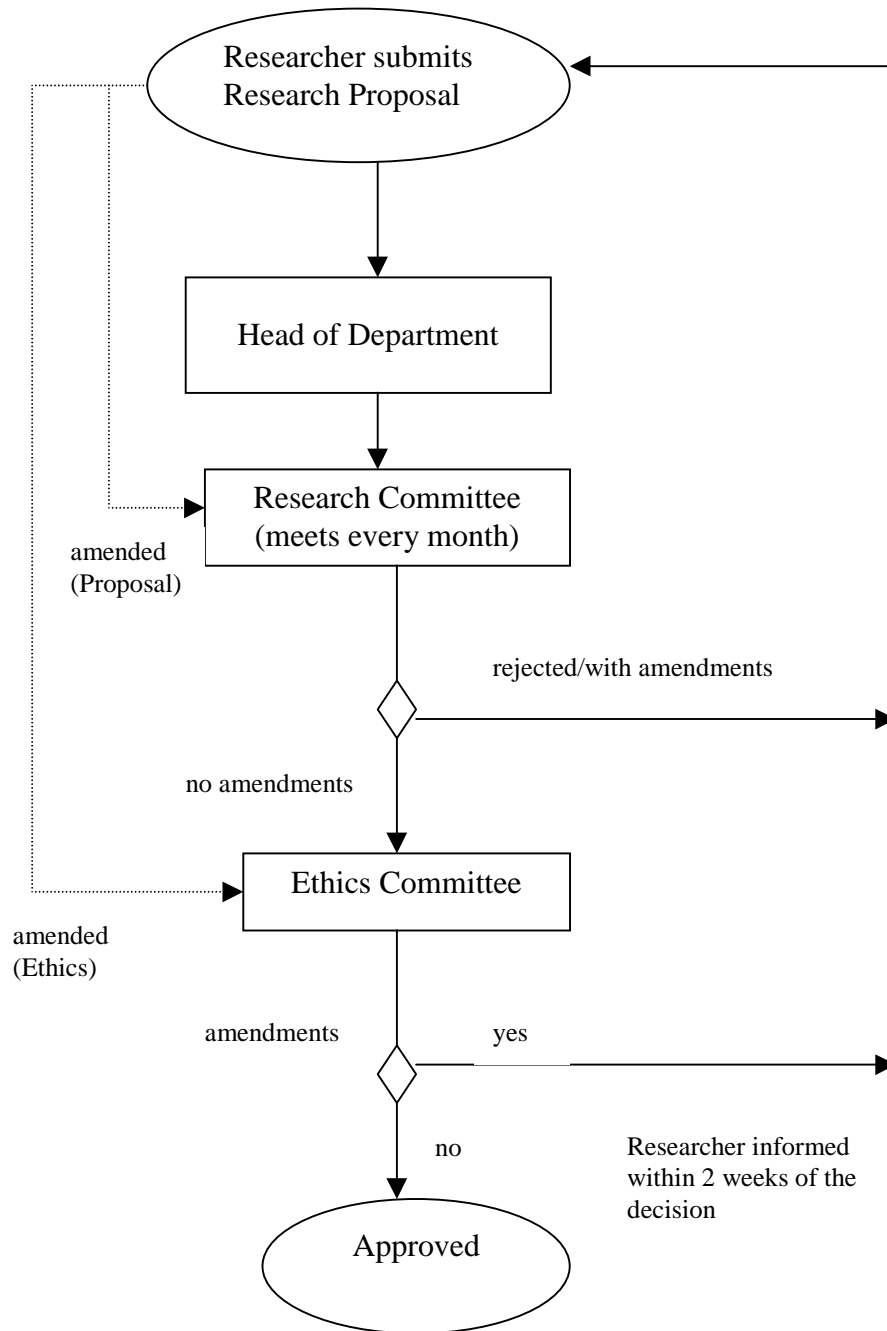 Researcher submits
Research Proposal
Head of Department
Research Committee
(meets every month)
amended
(Proposal)
rejected/with amendments
no amendments
Ethics Committee
amended
(Ethics)
amendments
yes
no
Researcher informed
within 2 weeks of the
decision
Approved